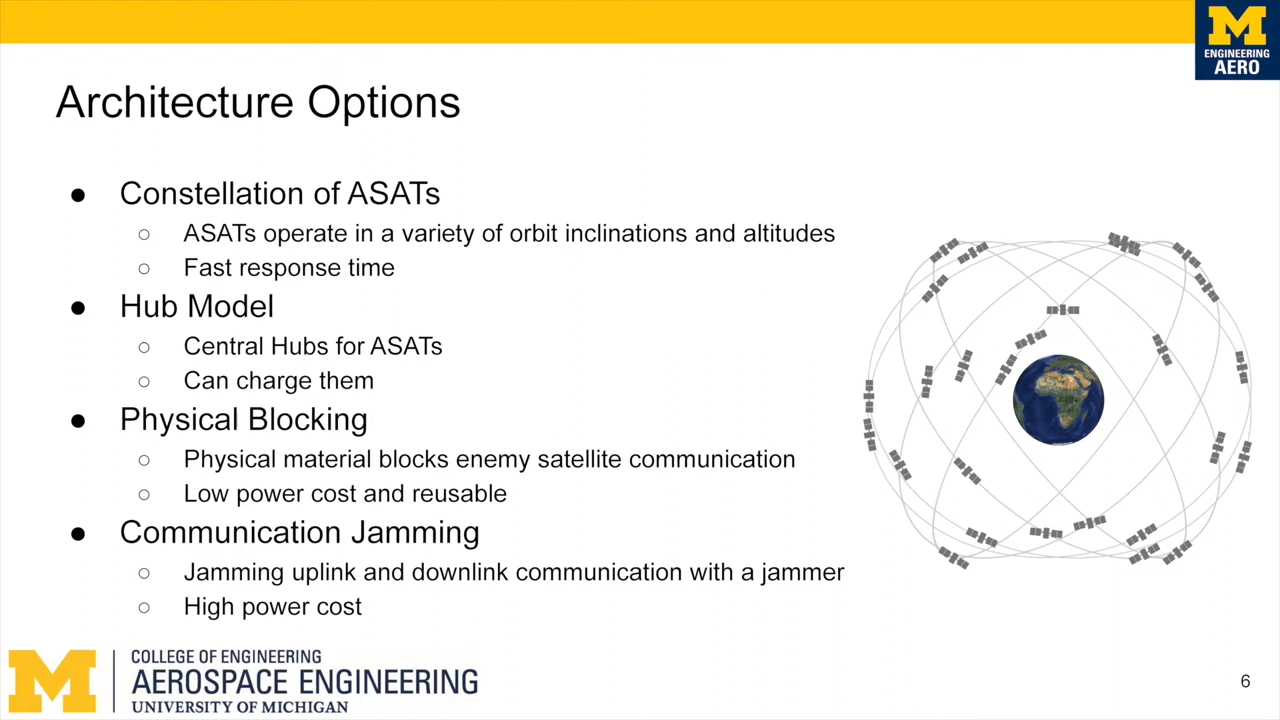 M
ENGINEERING
AERO
Architecture Options
● Constellation of ASATs
○ ASATs operate in a variety of orbit inclinations and altitudes
○ Fast response time
● Hub Model
○ Central Hubs for ASATs
○ Can charge them
● Physical Blocking
○ Physical material blocks enemy satellite communication
○ Low power cost and reusable
● Communication Jamming
○ Jamming uplink and downlink communication with a jammer
○ High power cost
M
COLLEGE OF ENGINEERING
AEROSPACE ENGINEERING
UNIVERSITY OF MICHIGAN
6